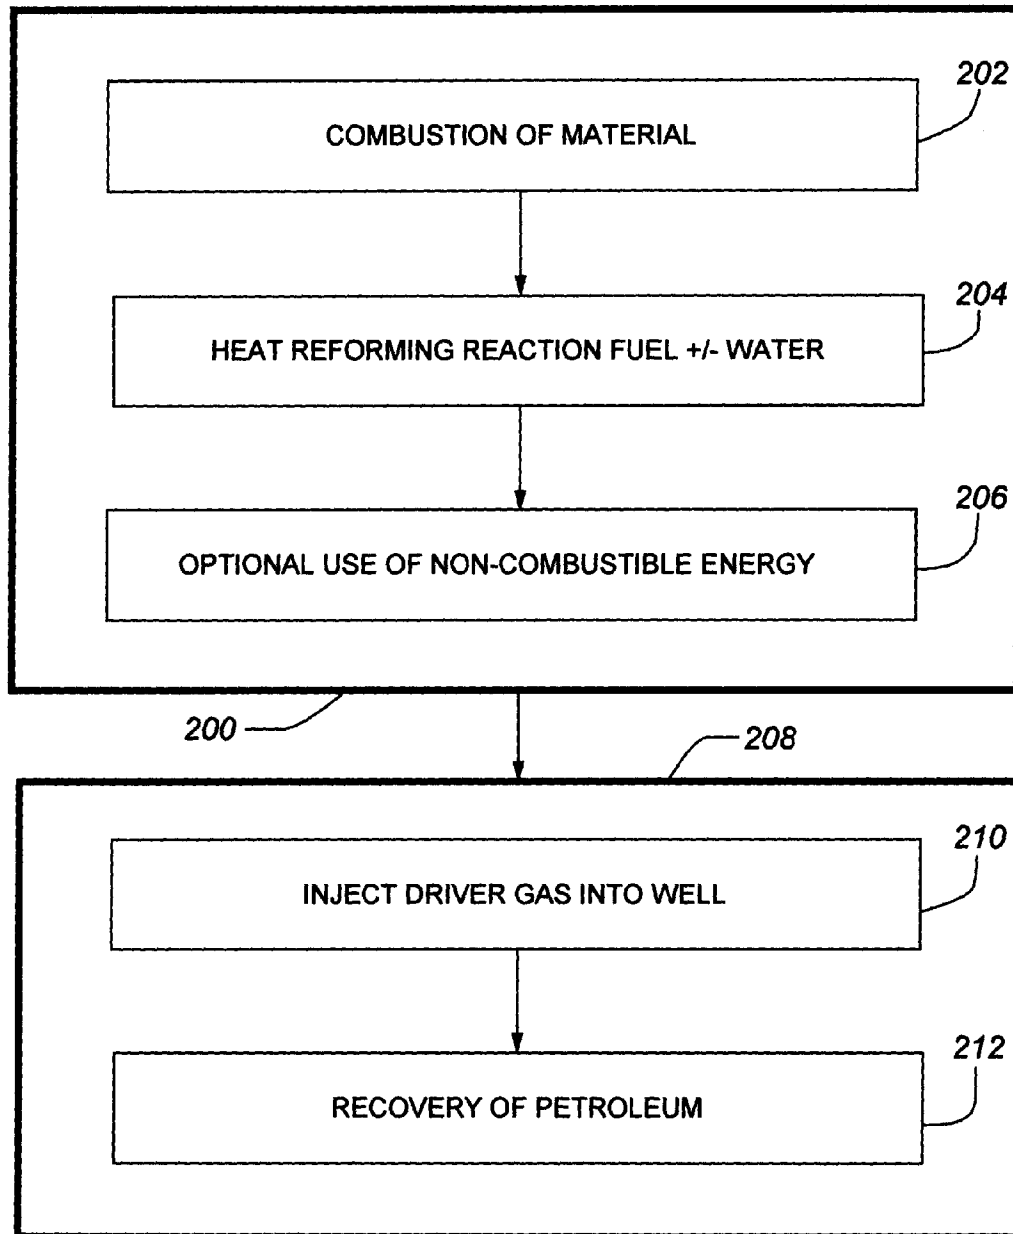 202
COMBUSTION OF MATERIAL
204
HEAT REFORMING REACTION FUEL +/- WATER
206
OPTIONAL USE OF NON-COMBUSTIBLE ENERGY
200
208
210
INJECT DRIVER GAS INTO WELL
212
RECOVERY OF PETROLEUM